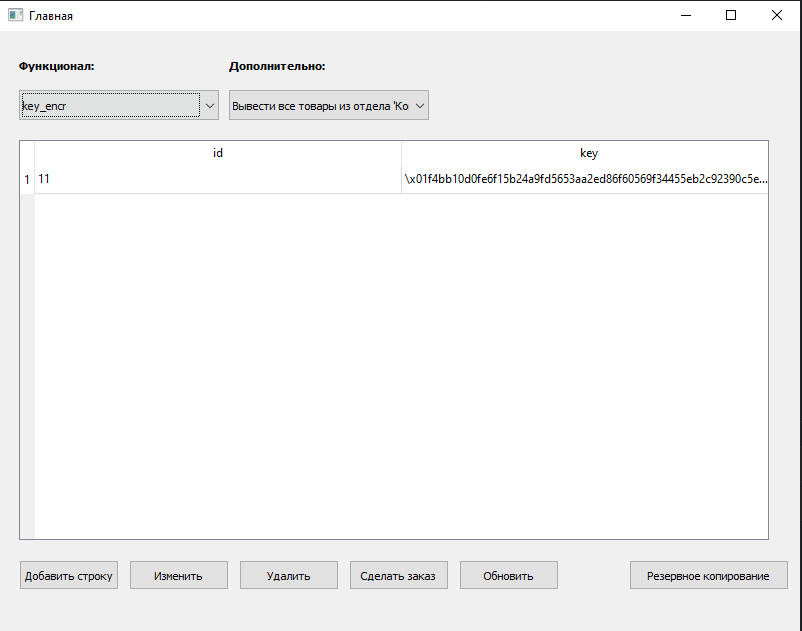 Главная
Функционал: Дополнительно:
key_encr Вывести все товары из отдела 'Ко
id key
1 11 \x01f4bb10d0fe6f15b24a9fd5653aa2ed86f60569f34455eb2c92390c5e...
Добавить строку Изменить Удалить Сделать заказ Обновить Резервное копирование